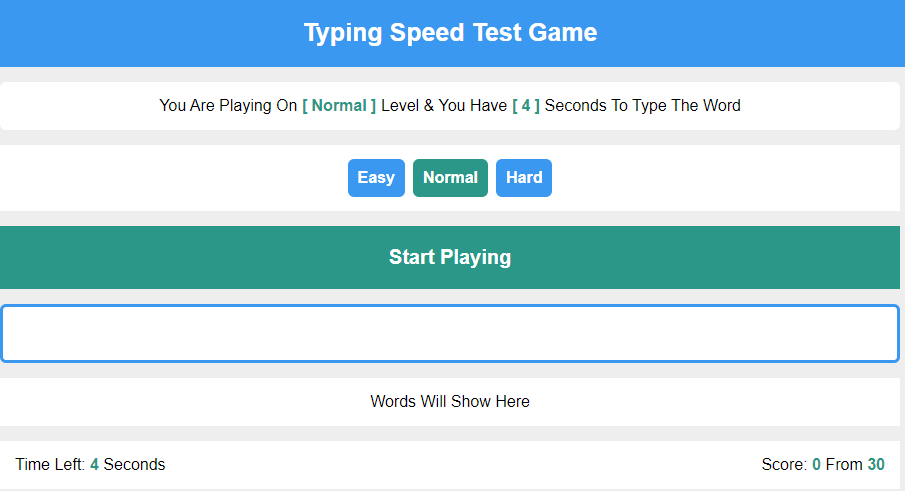 Typing Speed Test Game
You Are Playing On [ Normal ] Level & You Have [ 4 ] Seconds To Type The Word
Easy Normal Hard
Start Playing
Words Will Show Here
Time Left: 4 Seconds Score: 0 From 30